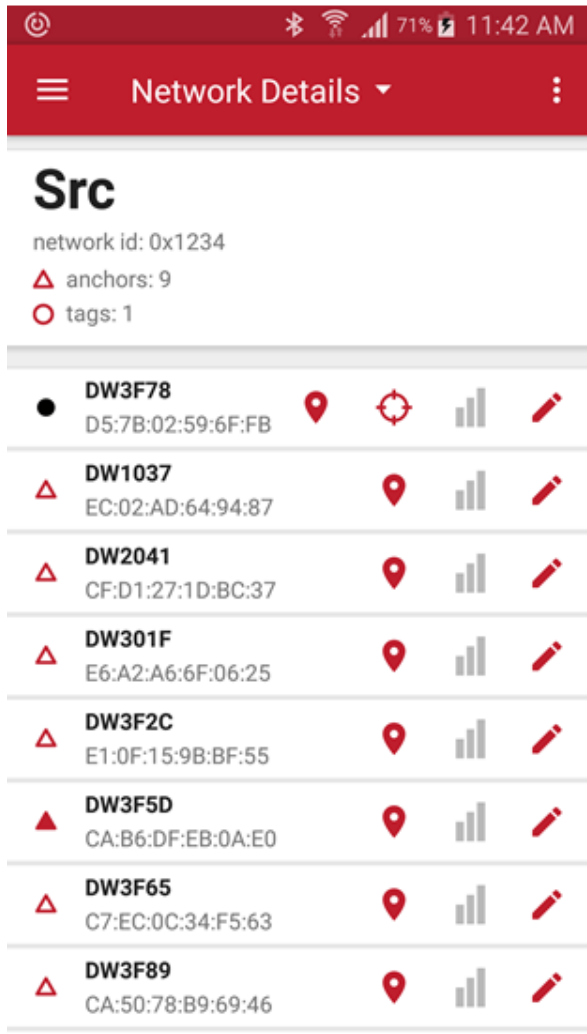 71% 11:42 AM
Network Details
Src
network id: 0x1234
anchors: 9
tags: 1
DW3F78
D5:7B:02:59:6F:FB
DW1037
EC:02:AD:64:94:87
DW2041
CF:D1:27:1D:BC:37
DW301F
E6:A2:A6:6F:06:25
DW3F2C
E1:0F:15:9B:BF:55
DW3F5D
CA:B6:DF:EB:0A:E0
DW3F65
C7:EC:0C:34:F5:63
DW3F89
CA:50:78:B9:69:46